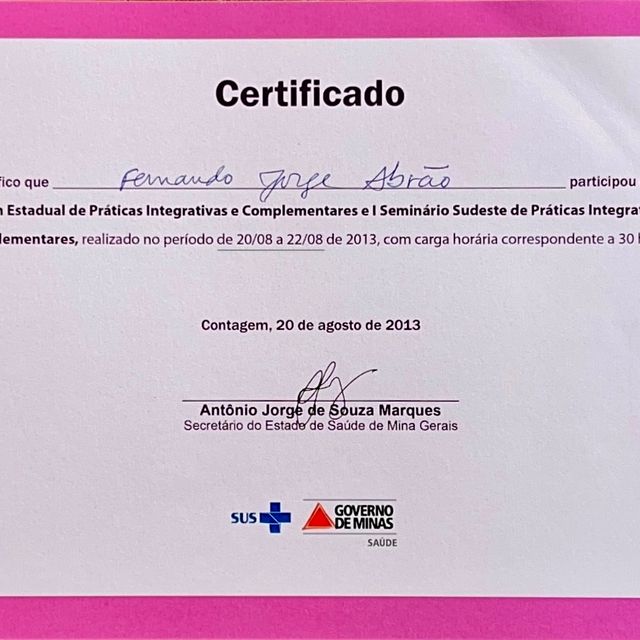 Certificado
fico que Fernando Jorge Abrão participou
Estadual de Práticas Integrativas e Complementares e I Seminário Sudeste de Práticas Integra
lementares, realizado no período de 20/08 a 22/08 de 2013, com carga horária correspondente a 30
Contagem, 20 de agosto de 2013
Antônio Jorge de Souza Marques
Secretário do Estado de Saúde de Mina Gerais
SUS GOVERNO
DE MINAS
SAÚDE